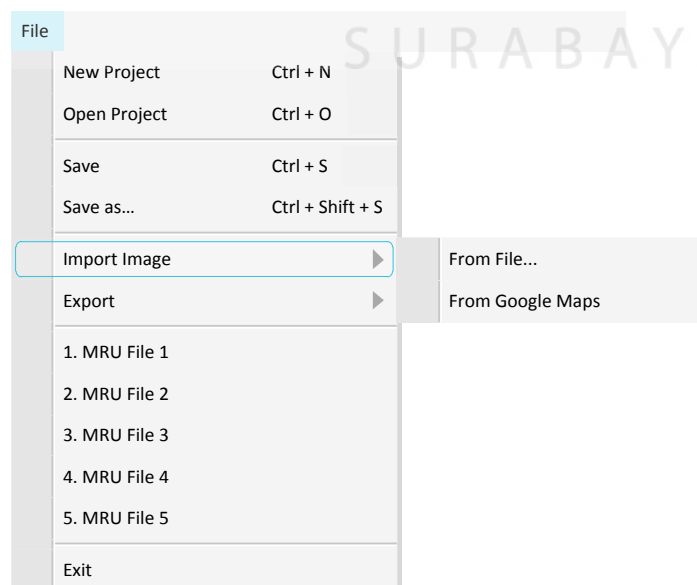 File
SURABAY
New Project Ctrl + N
Open Project Ctrl + O
Save Ctrl + S
Save as... Ctrl + Shift + S
Import Image
From File...
Export
From Google Maps
1. MRU File 1
2. MRU File 2
3. MRU File 3
4. MRU File 4
5. MRU File 5
Exit